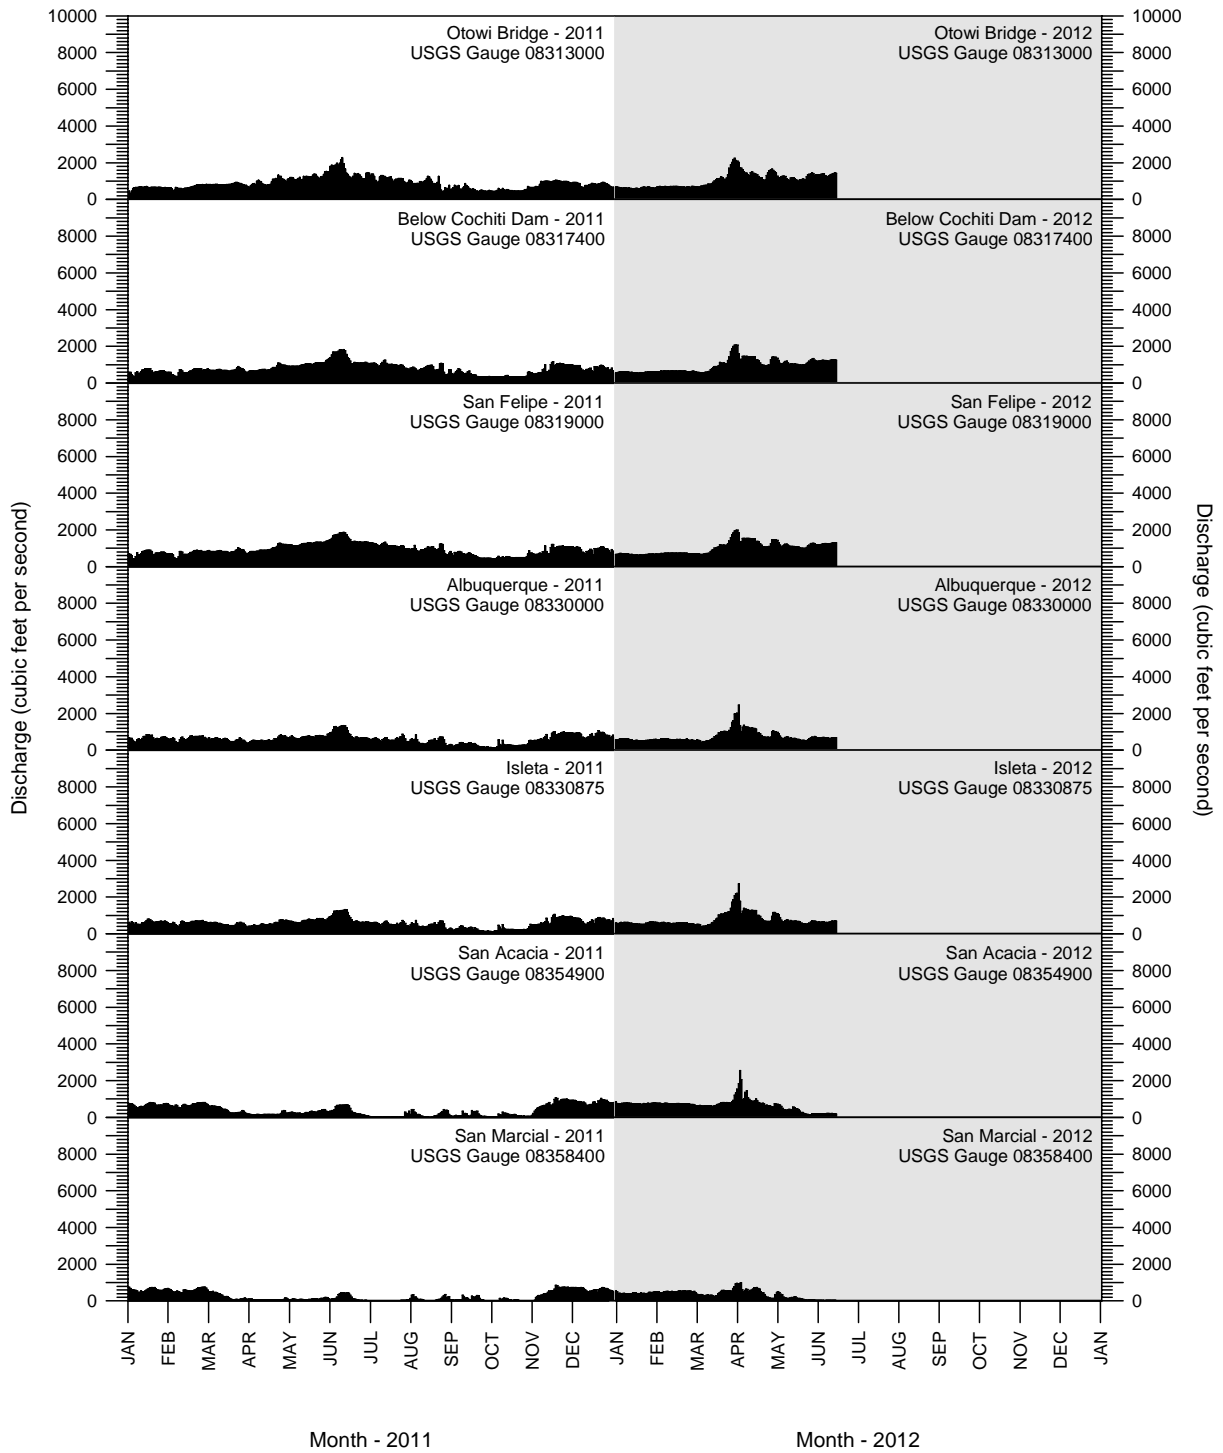 10000
8000
6000
4000
2000
0
8000
6000
4000
2000
0
8000
6000
4000
2000
0
8000
6000
4000
2000
0
8000
6000
4000
2000
0
8000
6000
4000
2000
0
8000
6000
4000
2000
0
Discharge (cubic feet per second)
Otowi Bridge - 2011
USGS Gauge 08313000
Otowi Bridge - 2012
USGS Gauge 08313000
Below Cochiti Dam - 2011
USGS Gauge 08317400
Below Cochiti Dam - 2012
USGS Gauge 08317400
San Felipe - 2011
USGS Gauge 08319000
San Felipe - 2012
USGS Gauge 08319000
Albuquerque - 2011
USGS Gauge 08330000
Albuquerque - 2012
USGS Gauge 08330000
Isleta - 2011
USGS Gauge 08330875
Isleta - 2012
USGS Gauge 08330875
San Acacia - 2011
USGS Gauge 08354900
San Acacia - 2012
USGS Gauge 08354900
San Marcial - 2011
USGS Gauge 08358400
San Marcial - 2012
USGS Gauge 08358400
10000
8000
6000
4000
2000
0
8000
6000
4000
2000
0
8000
6000
4000
2000
0
8000
6000
4000
2000
0
8000
6000
4000
2000
0
8000
6000
4000
2000
0
8000
6000
4000
2000
0
Discharge (cubic feet per second)
JAN
FEB
MAR
APR
MAY
JUN
JUL
AUG
SEP
OCT
NOV
DEC
JAN
FEB
MAR
APR
MAY
JUN
JUL
AUG
SEP
OCT
NOV
DEC
JAN
Month - 2011
Month - 2012